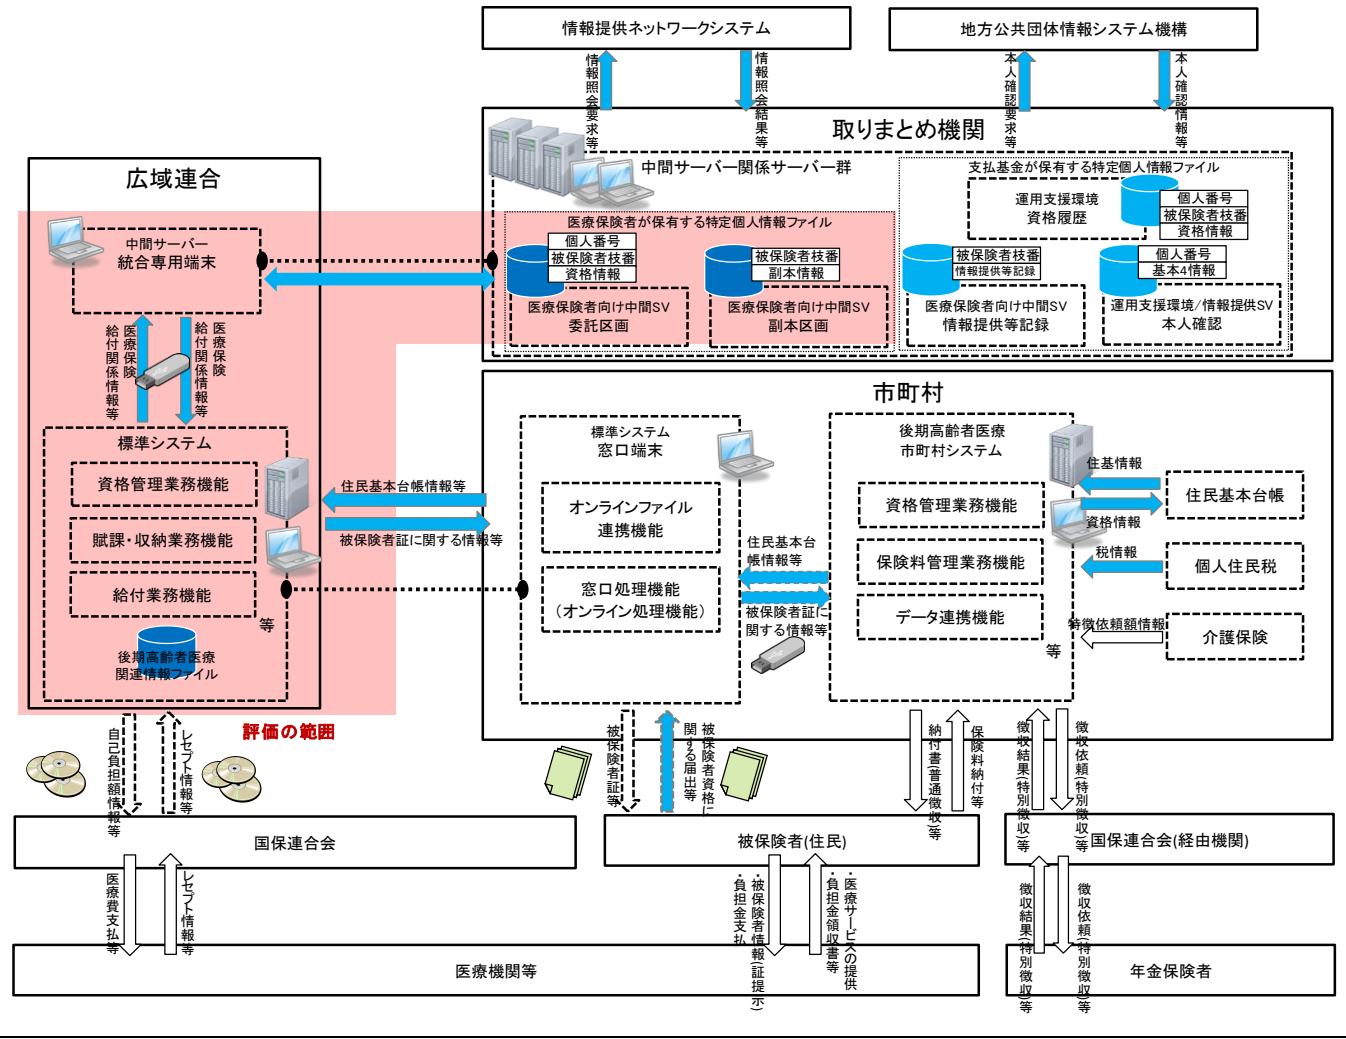 情報提供ネットワークシステム
地方公共団体情報システム機構
情報照会要求等
情報照会結果等
本人確認要求等
本人確認情報等
取りまとめ機関
中間サーバー関係サーバー群
支払基金が保有する特定個人情報ファイル
運用支援環境
資格履歴
個人番号
被保険者枝番
資格情報
医療保険者が保有する特定個人情報ファイル
個人番号
被保険者枝番
資格情報
医療保険者向け中間SV
委託区画
被保険者枝番
副本情報
医療保険者向け中間SV
副本区画
被保険者枝番
情報提供等記録
医療保険者向け中間SV
情報提供等記録
個人番号
基本4情報
運用支援環境/情報提供SV
本人確認
広域連合
中間サーバー
統合専用端末
医療保険
給付関係情報等
医療保険
給付関係情報等
標準システム
資格管理業務機能
賦課・収納業務機能
給付業務機能
等
後期高齢者医療
関連情報ファイル
評価の範囲
住民基本台帳情報等
被保険者証に関する情報等
市町村
標準システム
窓口端末
オンラインファイル
連携機能
窓口処理機能
（オンライン処理機能）
住民基本台
帳情報等
被保険者証に
関する情報等
後期高齢者医療
市町村システム
資格管理業務機能
保険料管理業務機能
データ連携機能
等
住基情報
資格情報
税情報
特徴依頼額情報
住民基本台帳
個人住民税
介護保険
自己負担額情報等
レセプト情報等
被保険者証等
被保険者資格に
関する届出等
納付書(普通徴収)等
保険料納付等
徴収結果(特別徴収)等
徴収依頼(特別徴収)等
国保連合会
被保険者(住民)
国保連合会(経由機関)
医療費支払等
レセプト情報等
・被保険者情報(証提示)
・負担金支払
・医療サービスの提供
・負担金領収書等
徴収結果(特別徴収)等
徴収依頼(特別徴収)等
医療機関等
年金保険者